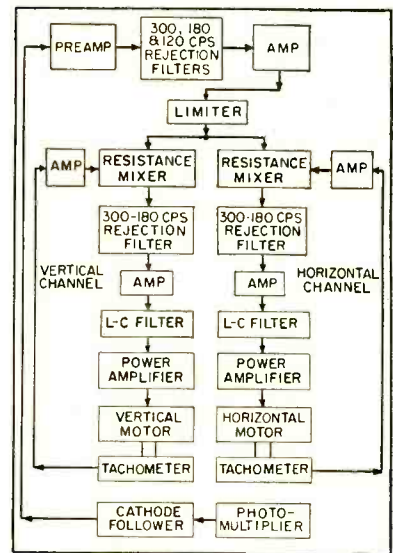 PREAMP
300, 180
& 120 CPS
REJECTION
FILTERS
AMP
LIMITER
AMP
RESISTANCE
MIXER
RESISTANCE
MIXER
AMP
300-180 CPS
REJECTION
FILTER
300-180 CPS
REJECTION
FILTER
VERTICAL
CHANNEL
HORIZONTAL
CHANNEL
AMP
AMP
L-C FILTER
L-C FILTER
POWER
AMPLIFIER
POWER
AMPLIFIER
VERTICAL
MOTOR
HORIZONTAL
MOTOR
TACHOMETER
TACHOMETER
CATHODE
FOLLOWER
PHOTO-
MULTIPLIER